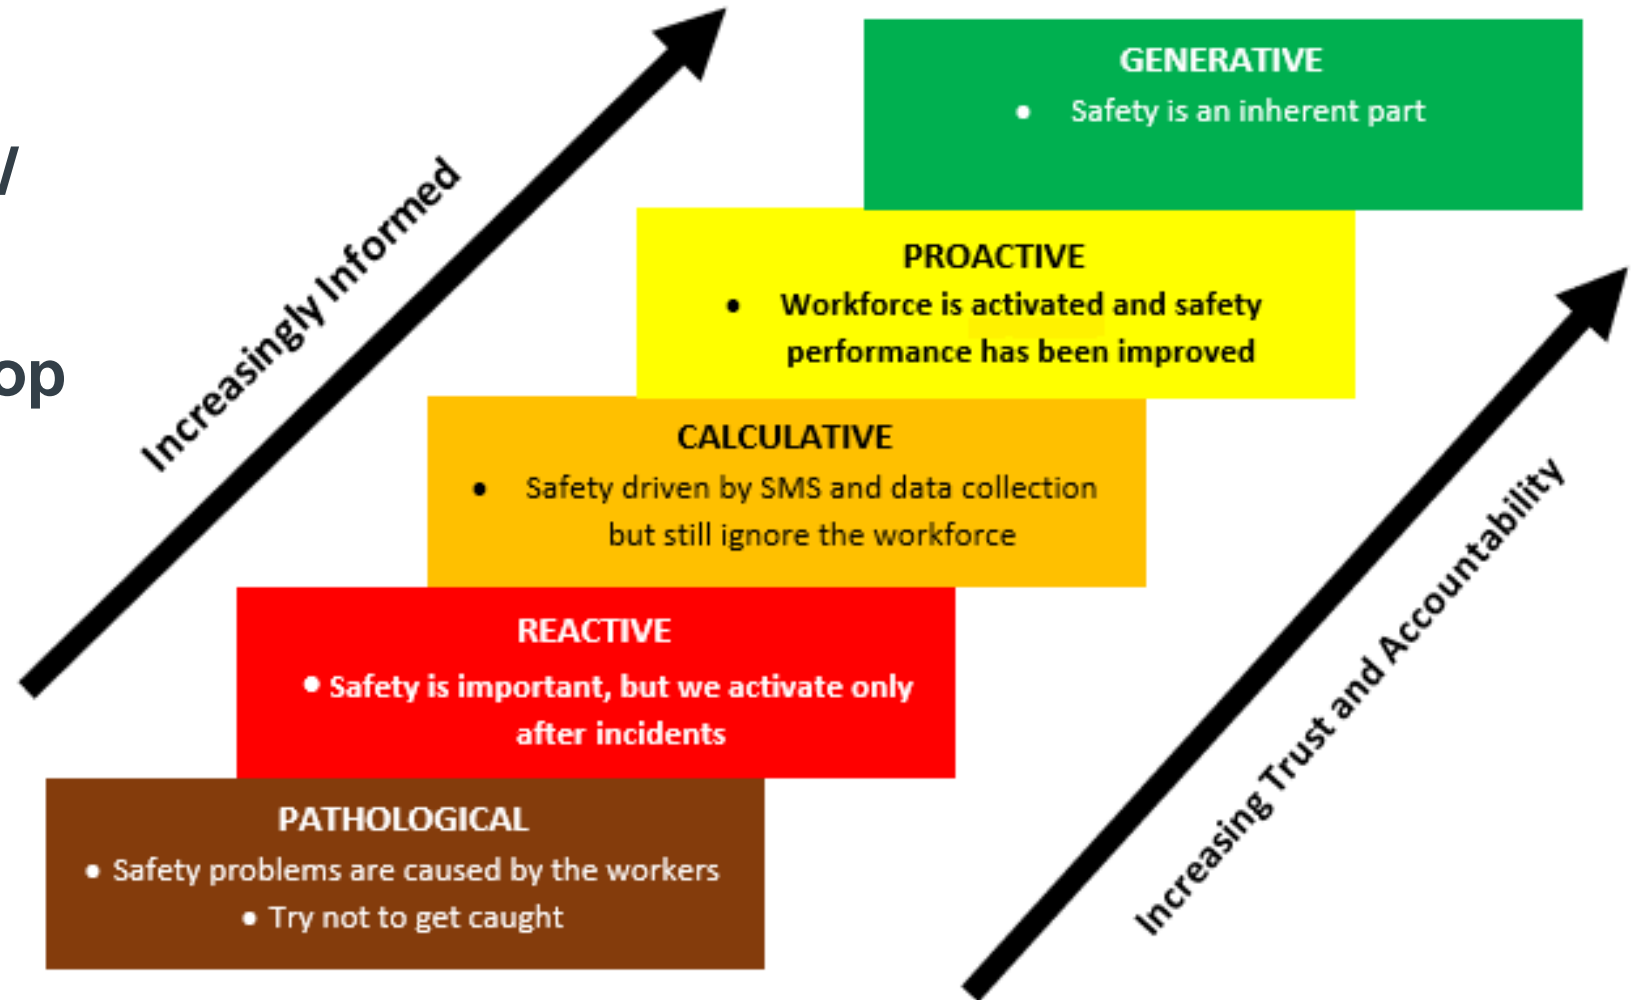 GENERATIVE
• Safety is an inherent part
Increasingly Informed
PROACTIVE
• Workforce is activated and safety
performance has been improved
op
CALCULATIVE
• Safety driven by SMS and data collection
but still ignore the workforce
REACTIVE
• Safety is important, but we activate only
after incidents
Increasing Trust and Accountability
PATHOLOGICAL
• Safety problems are caused by the workers
• Try not to get caught